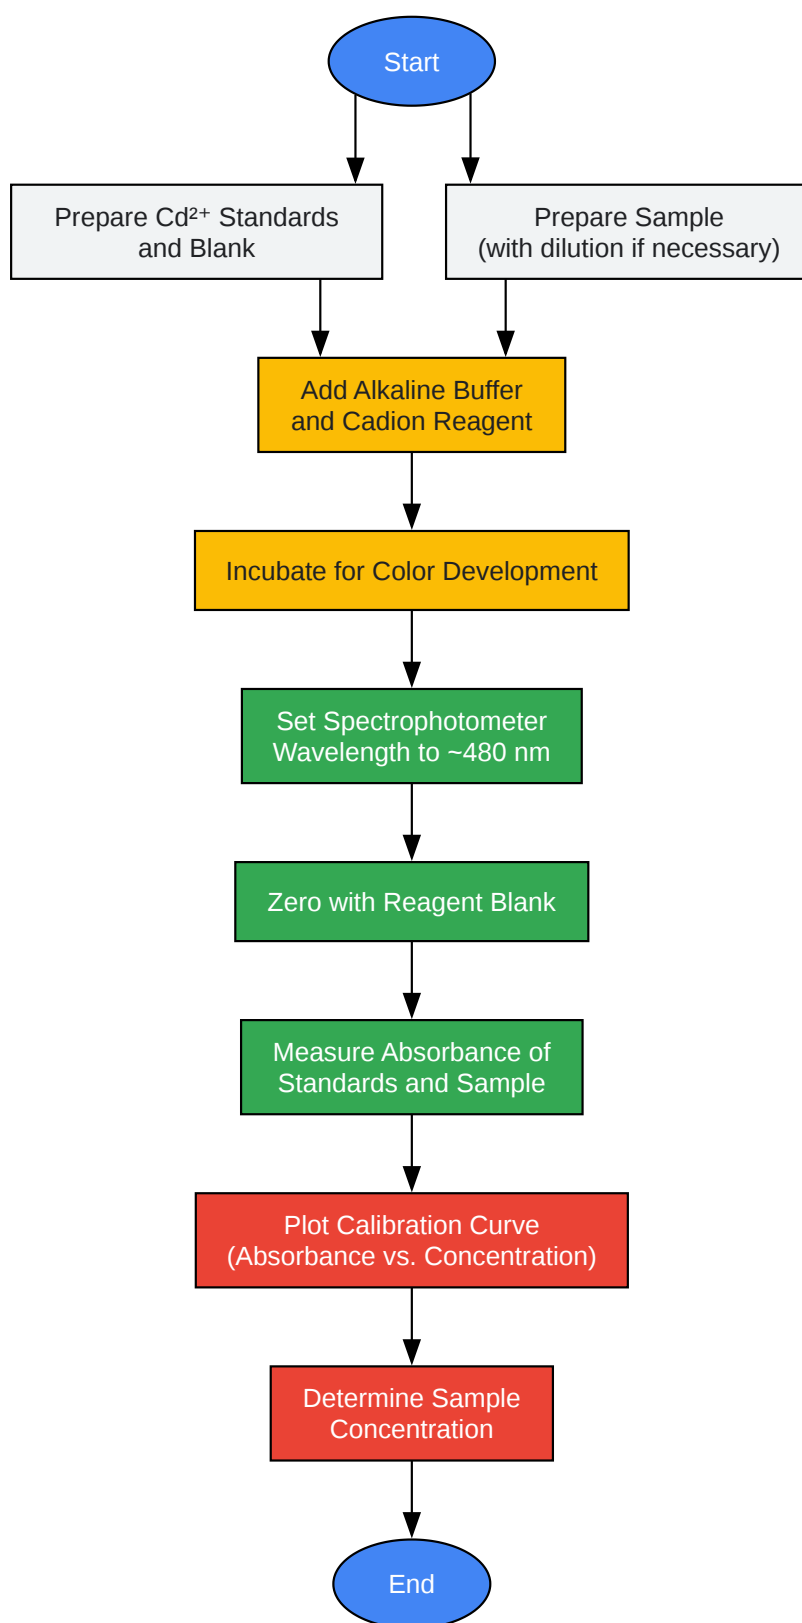 Start
Prepare Cd²⁺ Standards
and Blank
Prepare Sample
(with dilution if necessary)
Add Alkaline Buffer
and Cadion Reagent
Incubate for Color Development
Set Spectrophotometer
Wavelength to ~480 nm
Zero with Reagent Blank
Measure Absorbance of
Standards and Sample
Plot Calibration Curve
(Absorbance vs. Concentration)
Determine Sample
Concentration
End